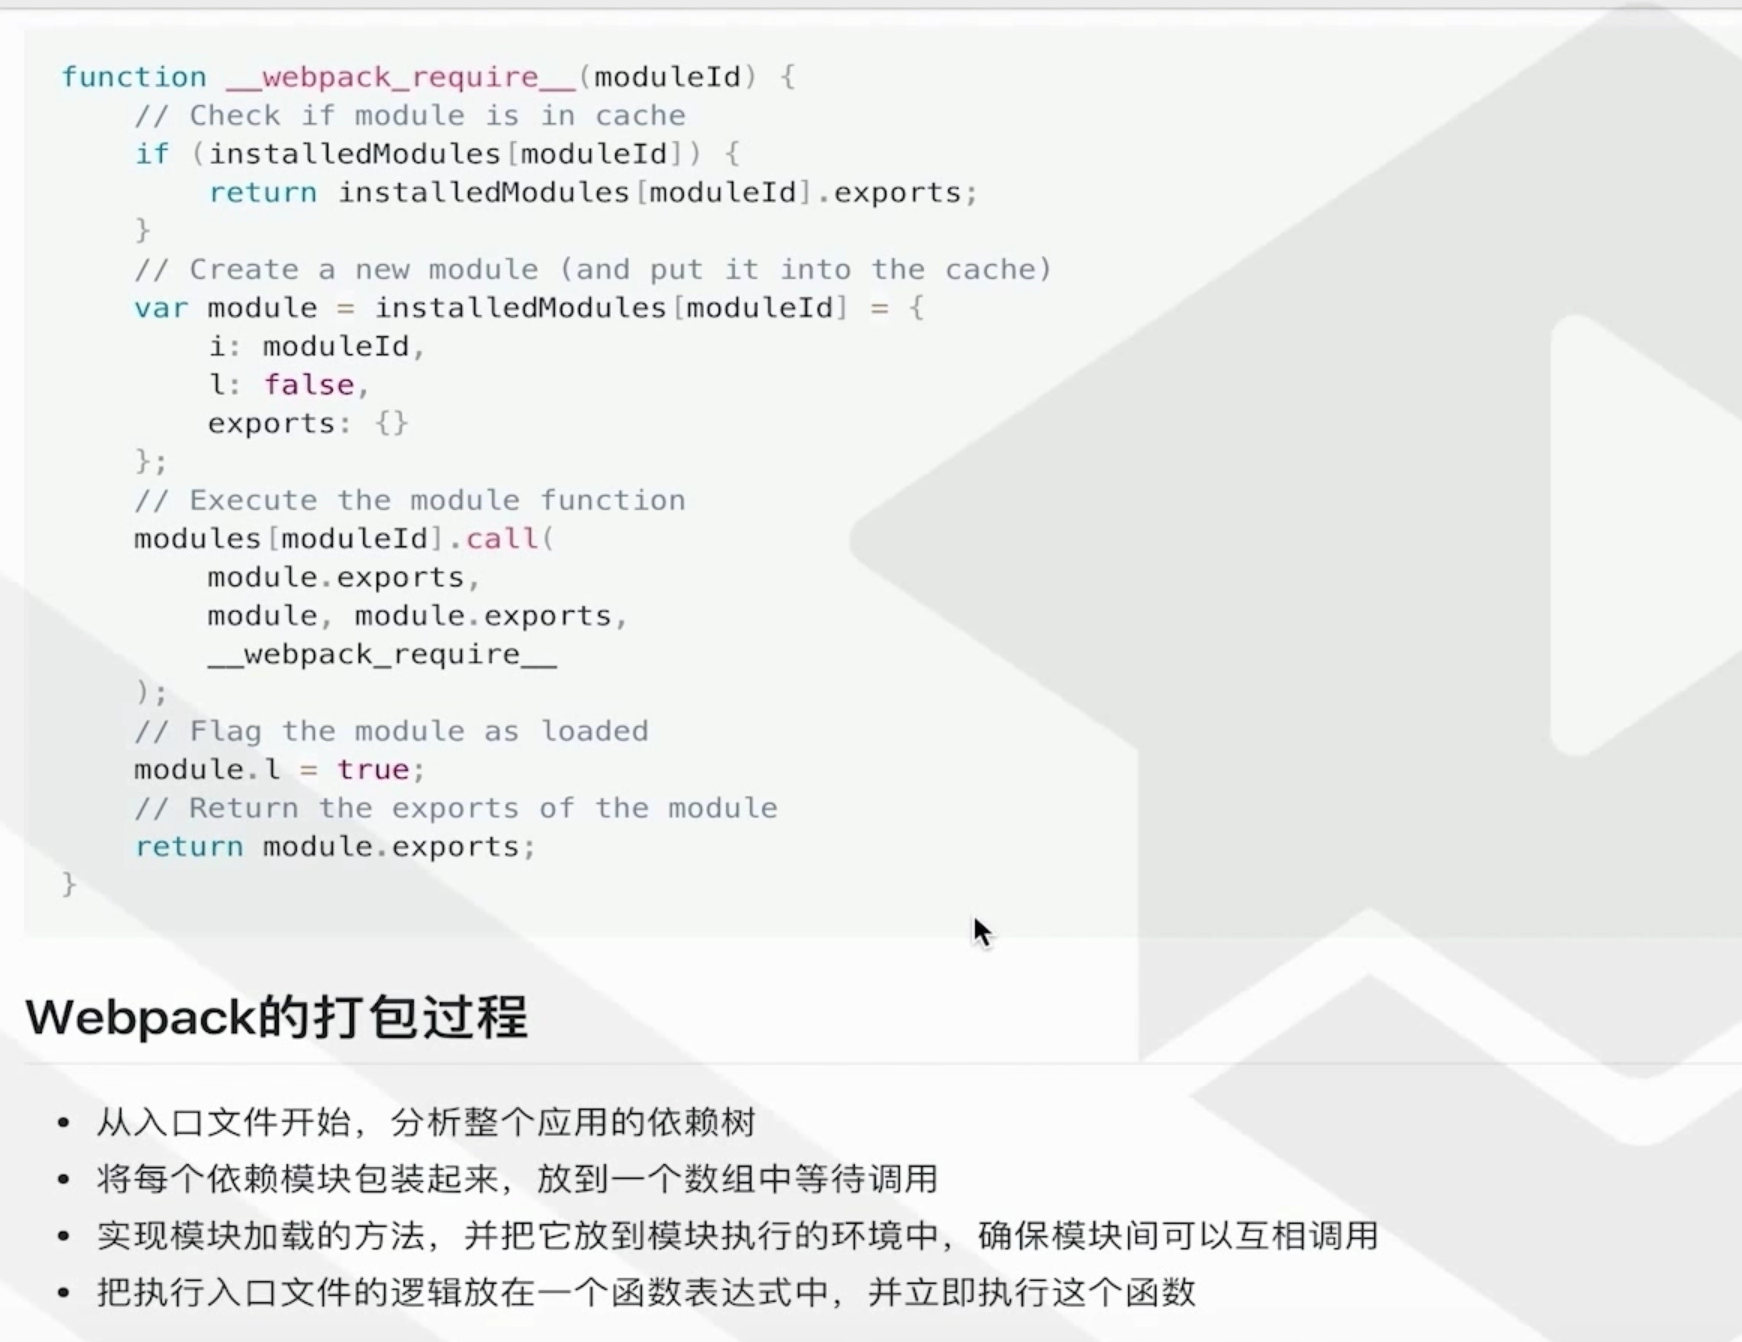 function __webpack_require__(moduleId) {
    // Check if module is in cache
    if (installedModules[moduleId]) {
        return installedModules[moduleId].exports;
    }
    // Create a new module (and put it into the cache)
    var module = installedModules[moduleId] = {
        i: moduleId,
        l: false,
        exports: {}
    };
    // Execute the module function
    modules[moduleId].call(
        module.exports,
        module, module.exports,
        __webpack_require__
    );
    // Flag the module as loaded
    module.l = true;
    // Return the exports of the module
    return module.exports;
}
Webpack的打包过程
• 从入口文件开始，分析整个应用的依赖树
• 将每个依赖模块包装起来，放到一个数组中等待调用
• 实现模块加载的方法，并把它放到模块执行的环境中，确保模块间可以互相调用
• 把执行入口文件的逻辑放在一个函数表达式中，并立即执行这个函数